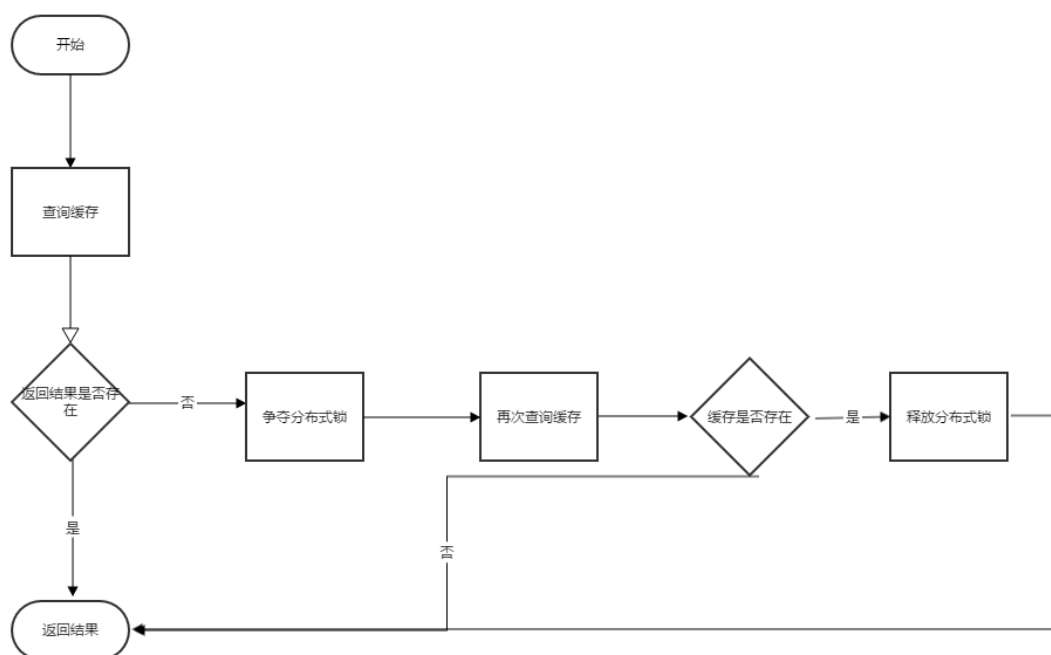 开始
查询缓存
返回结果是否存
在
否
争夺分布式锁
再次查询缓存
缓存是否存在
是
释放分布式锁
是
否
返回结果